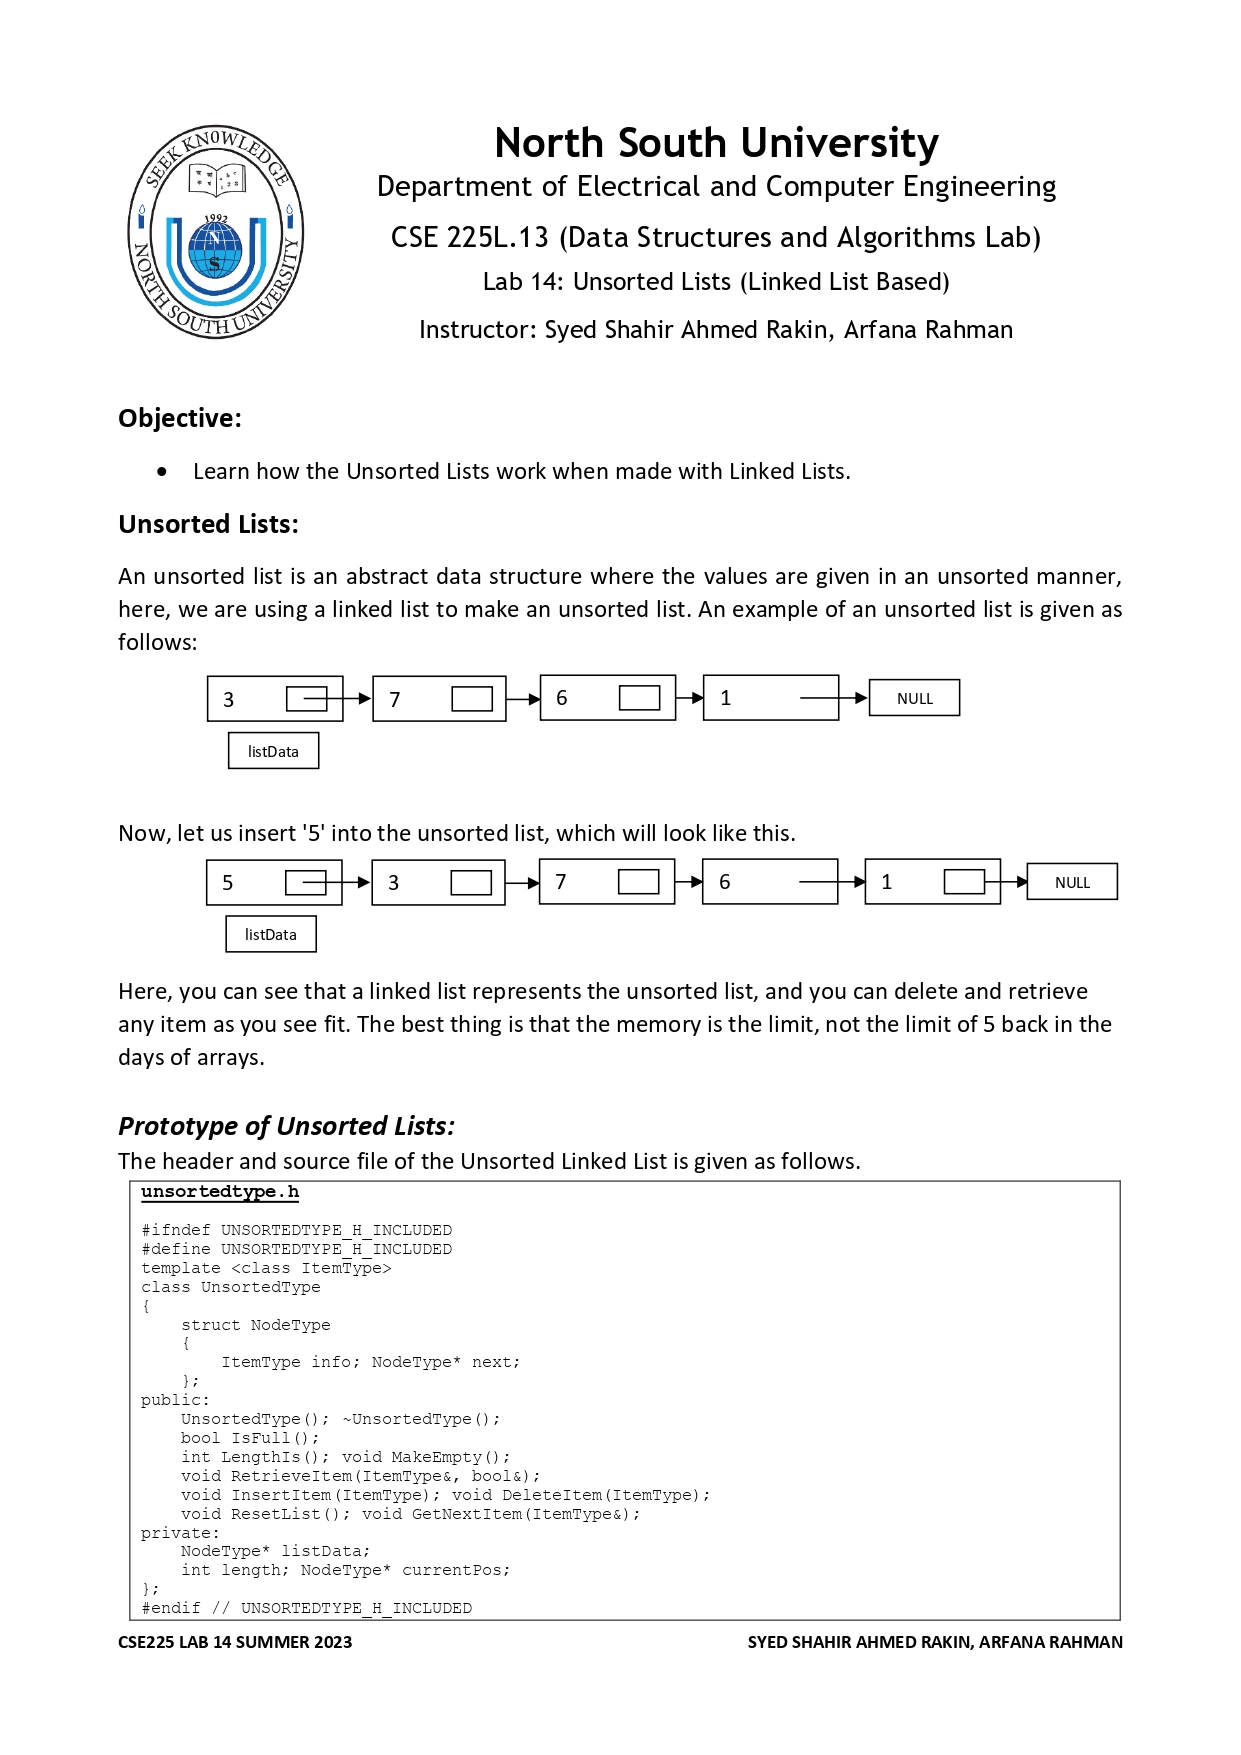 SEEK KN0WLEDGE
1992
N
S
NORTH SOUTH UNIVERSITY
North South University
Department of Electrical and Computer Engineering
CSE 225L.13 (Data Structures and Algorithms Lab)
Lab 14: Unsorted Lists (Linked List Based)
Instructor: Syed Shahir Ahmed Rakin, Arfana Rahman
Objective:
• Learn how the Unsorted Lists work when made with Linked Lists.
Unsorted Lists:
An unsorted list is an abstract data structure where the values are given in an unsorted manner,
here, we are using a linked list to make an unsorted list. An example of an unsorted list is given as
follows:
3 7 6 1 NULL
listData
Now, let us insert '5' into the unsorted list, which will look like this.
5 3 7 6 1 NULL
listData
Here, you can see that a linked list represents the unsorted list, and you can delete and retrieve
any item as you see fit. The best thing is that the memory is the limit, not the limit of 5 back in the
days of arrays.
Prototype of Unsorted Lists:
The header and source file of the Unsorted Linked List is given as follows.
unsortedtype.h
#ifndef UNSORTEDTYPE_H_INCLUDED
#define UNSORTEDTYPE_H_INCLUDED
template <class ItemType>
class UnsortedType
{
    struct NodeType
    {
        ItemType info; NodeType* next;
    };
public:
    UnsortedType(); ~UnsortedType();
    bool IsFull();
    int LengthIs(); void MakeEmpty();
    void RetrieveItem(ItemType&, bool&);
    void InsertItem(ItemType); void DeleteItem(ItemType);
    void ResetList(); void GetNextItem(ItemType&);
private:
    NodeType* listData;
    int length; NodeType* currentPos;
};
#endif // UNSORTEDTYPE_H_INCLUDED
CSE225 LAB 14 SUMMER 2023 SYED SHAHIR AHMED RAKIN, ARFANA RAHMAN